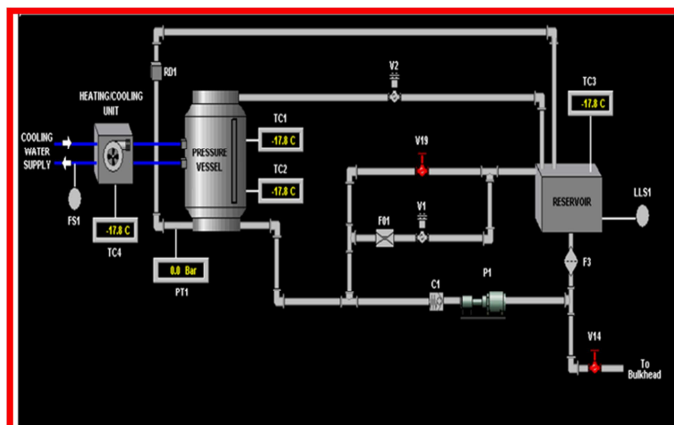 RD1
V2
TC3
-17.8 C
HEATING/COOLING
UNIT
TC1
-17.8 C
COOLING
WATER
SUPPLY
PRESSURE
VESSEL
V19
TC2
-17.8 C
LLS1
RESERVOIR
FS1
-17.8 C
TC4
F01
V1
0.0 Bar
PT1
F3
C1
P1
V14
To
Bulkhead